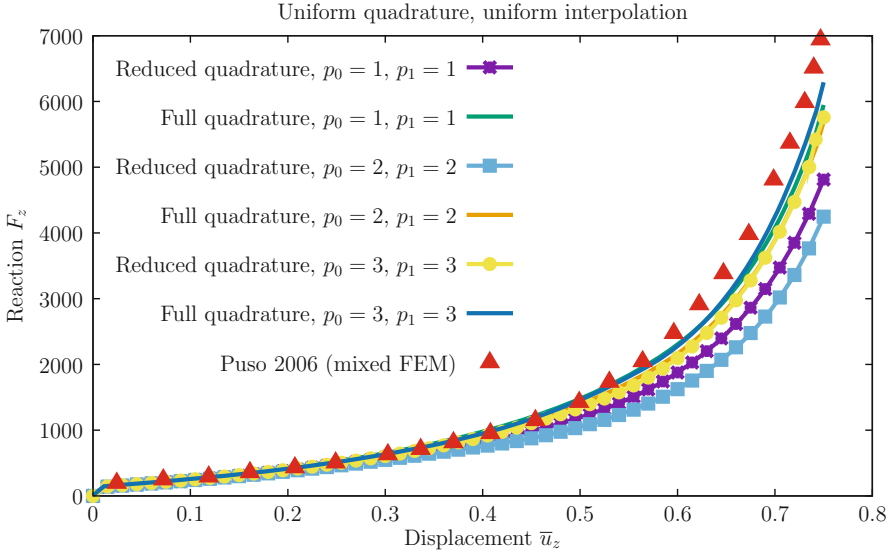 Uniform quadrature, uniform interpolation
7000
6000
5000
4000
3000
2000
1000
0
Reaction F_z
Reduced quadrature, p_0 = 1, p_1 = 1
Full quadrature, p_0 = 1, p_1 = 1
Reduced quadrature, p_0 = 2, p_1 = 2
Full quadrature, p_0 = 2, p_1 = 2
Reduced quadrature, p_0 = 3, p_1 = 3
Full quadrature, p_0 = 3, p_1 = 3
Puso 2006 (mixed FEM)
0 0.1 0.2 0.3 0.4 0.5 0.6 0.7 0.8
Displacement u̅_z